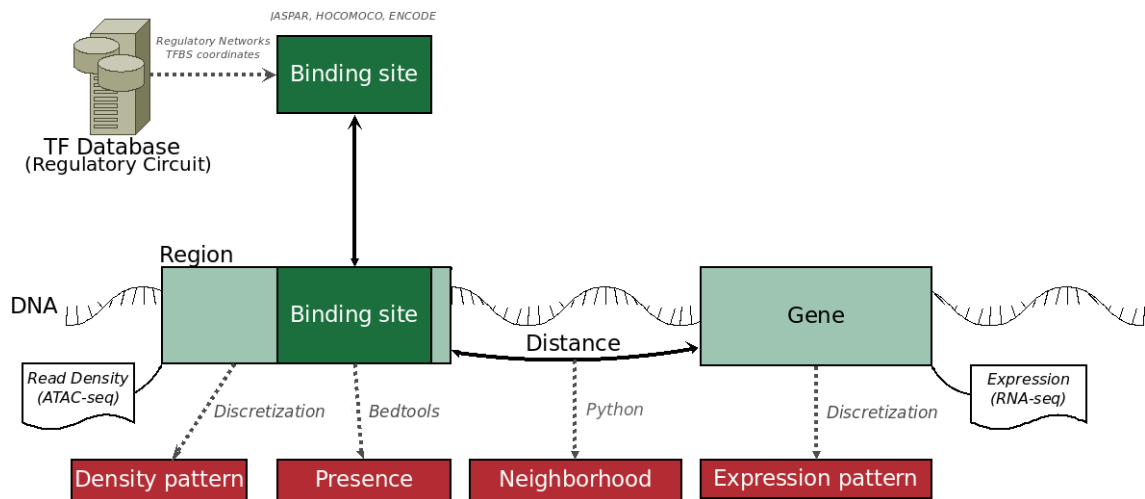 JASPAR, HOCOMOCO, ENCODE
Regulatory Networks
TFBS coordinates
Binding site
TF Database
(Regulatory Circuit)
Region
DNA
Binding site
Gene
Distance
Read Density
(ATAC-seq)
Expression
(RNA-seq)
Discretization
Bedtools
Python
Discretization
Density pattern
Presence
Neighborhood
Expression pattern